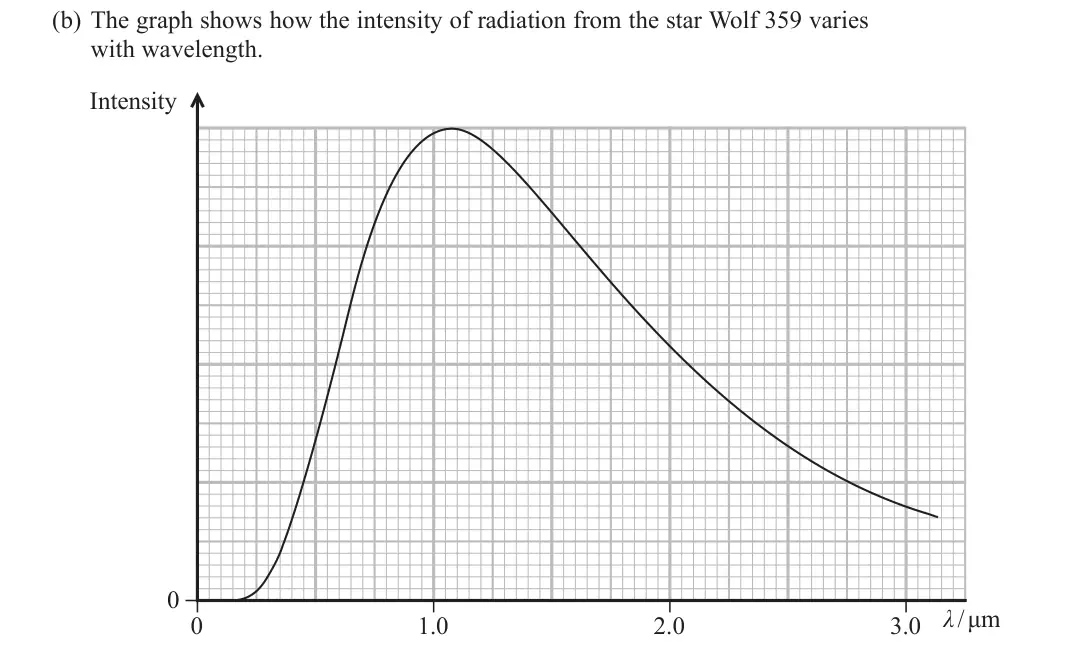 (b) The graph shows how the intensity of radiation from the star Wolf 359 varies
with wavelength.
Intensity
0
0 1.0 2.0 3.0 λ/μm